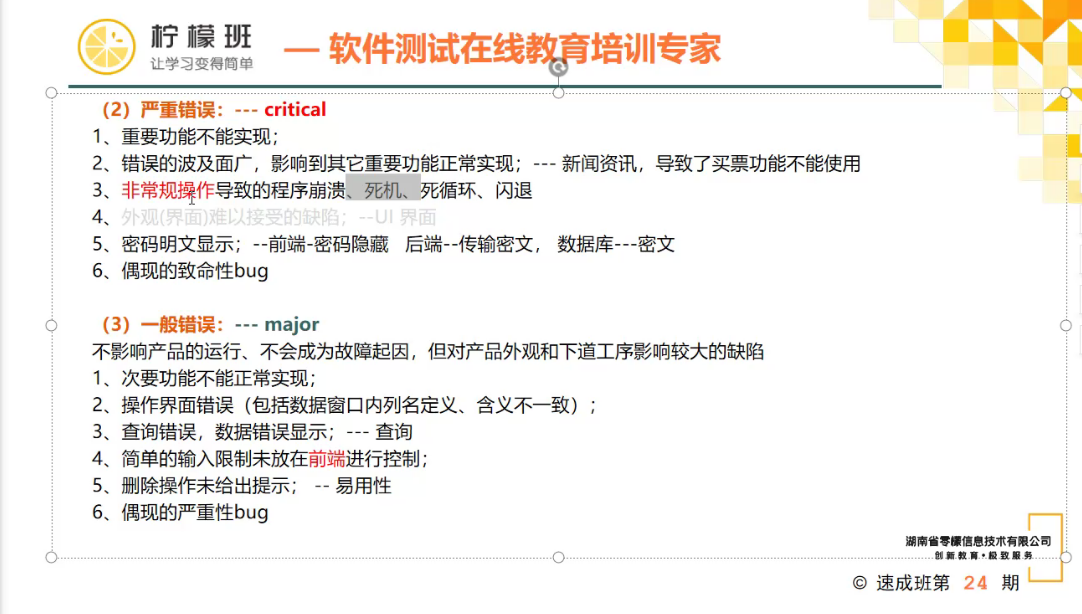 柠檬班
让学习变得简单
— 软件测试在线教育培训专家
（2）严重错误：--- critical
1、重要功能不能实现；
2、错误的波及面广，影响到其它重要功能正常实现；--- 新闻资讯，导致了买票功能不能使用
3、非常规操作导致的程序崩溃、死机、死循环、闪退
4、外观(界面)难以接受的缺陷；--UI 界面
5、密码明文显示；--前端-密码隐藏 后端--传输密文， 数据库---密文
6、偶现的致命性bug
（3）一般错误：--- major
不影响产品的运行、不会成为故障起因，但对产品外观和下道工序影响较大的缺陷
1、次要功能不能正常实现；
2、操作界面错误（包括数据窗口内列名定义、含义不一致）；
3、查询错误，数据错误显示；--- 查询
4、简单的输入限制未放在前端进行控制；
5、删除操作未给出提示； -- 易用性
6、偶现的严重性bug
湖南省零檬信息技术有限公司
创新教育•极致服务
© 速成班第 24 期